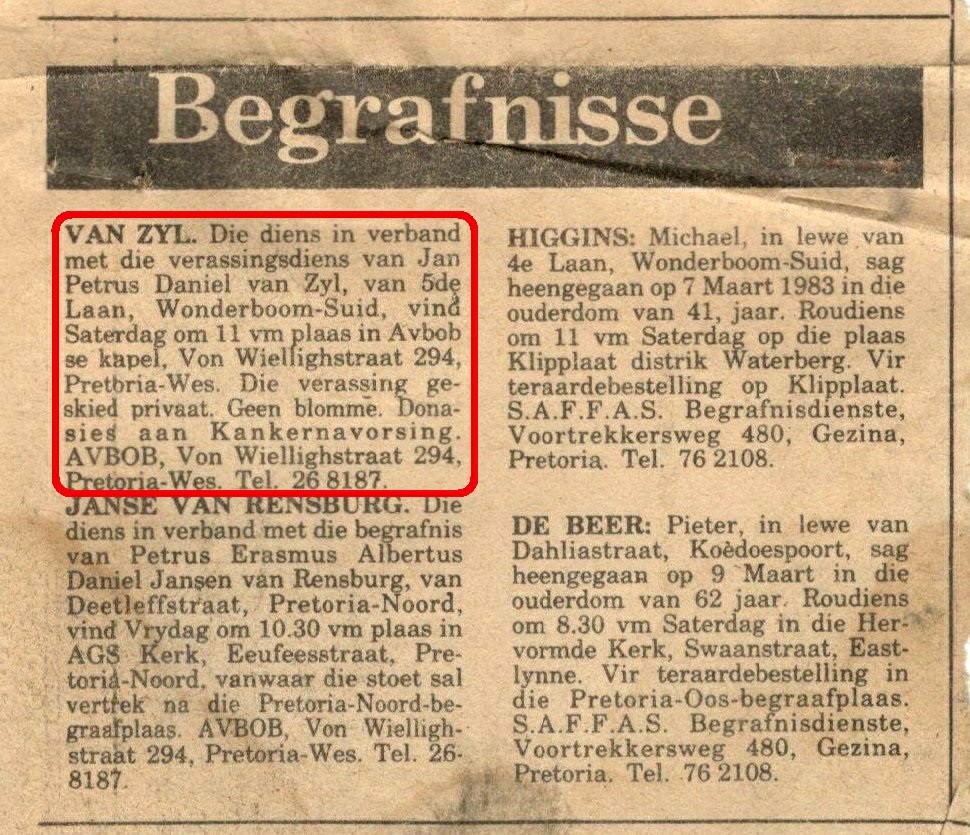 Begrafnisse
VAN ZYL. Die diens in verband
met die verassingsdiens van Jan
Petrus Daniel van Zyl, van 5de
Laan, Wonderboom-Suid, vind
Saterdag om 11 vm plaas in Avbob
se kapel, Von Wiellighstraat 294,
Pretoria-Wes. Die verassing ge-
skied privaat. Geen blomme. Dona-
sies aan Kankernavorsing.
AVBOB, Von Wiellighstraat 294,
Pretoria-Wes. Tel. 26 8187.
JANSE VAN RENSBURG. Die
diens in verband met die begrafnis
van Petrus Erasmus Albertus
Daniel Jansen van Rensburg, van
Deetleffstraat, Pretoria-Noord,
vind Vrydag om 10.30 vm plaas in
AGS Kerk, Eeufeesstraat, Pre-
toria-Noord, vanwaar die stoet sal
vertrek na die Pretoria-Noord-be-
graafplaas. AVBOB, Von Wielligh-
straat 294, Pretoria-Wes. Tel. 26-
8187.
HIGGINS: Michael, in lewe van
4e Laan, Wonderboom-Suid, sag
heengegaan op 7 Maart 1983 in die
ouderdom van 41, jaar. Roudiens
om 11 vm Saterdag op die plaas
Klipplaat distrik Waterberg. Vir
teraardebestelling op Klipplaat.
S.A.F.F.A.S. Begrafnisdienste,
Voortrekkersweg 480, Gezina,
Pretoria. Tel. 76 2108.
DE BEER: Pieter, in lewe van
Dahliastraat, Koèdoespoort, sag
heengegaan op 9 Maart in die
ouderdom van 62 jaar. Roudiens
om 8.30 vm Saterdag in die Her-
vormde Kerk, Swaanstraat, East-
lynne. Vir teraardebestelling in
die Pretoria-Oos-begraafplaas.
S.A.F.F.A.S. Begrafnisdienste,
Voortrekkersweg 480, Gezina,
Pretoria. Tel. 76 2108.